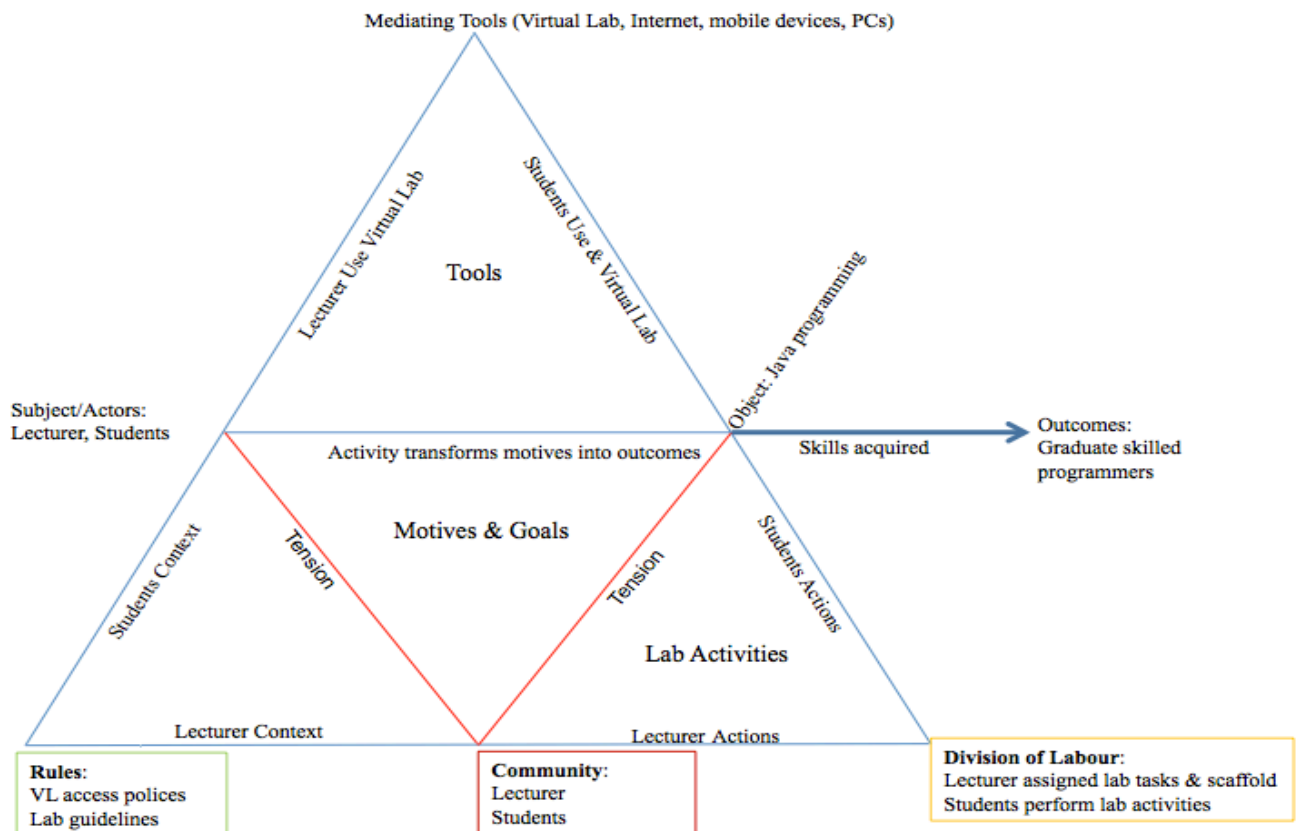 Mediating Tools (Virtual Lab, Internet, mobile devices, PCs)
Lecturer Use Virtual Lab
Students Use & Virtual Lab
Tools
Object: Java programming
Subject/Actors:
Lecturer, Students
Activity transforms motives into outcomes
Skills acquired
Outcomes:
Graduate skilled
programmers
Motives & Goals
Students Context
Tension
Tension
Students Actions
Lab Activities
Lecturer Context
Lecturer Actions
Rules:
VL access polices
Lab guidelines
Community:
Lecturer
Students
Division of Labour:
Lecturer assigned lab tasks & scaffold
Students perform lab activities